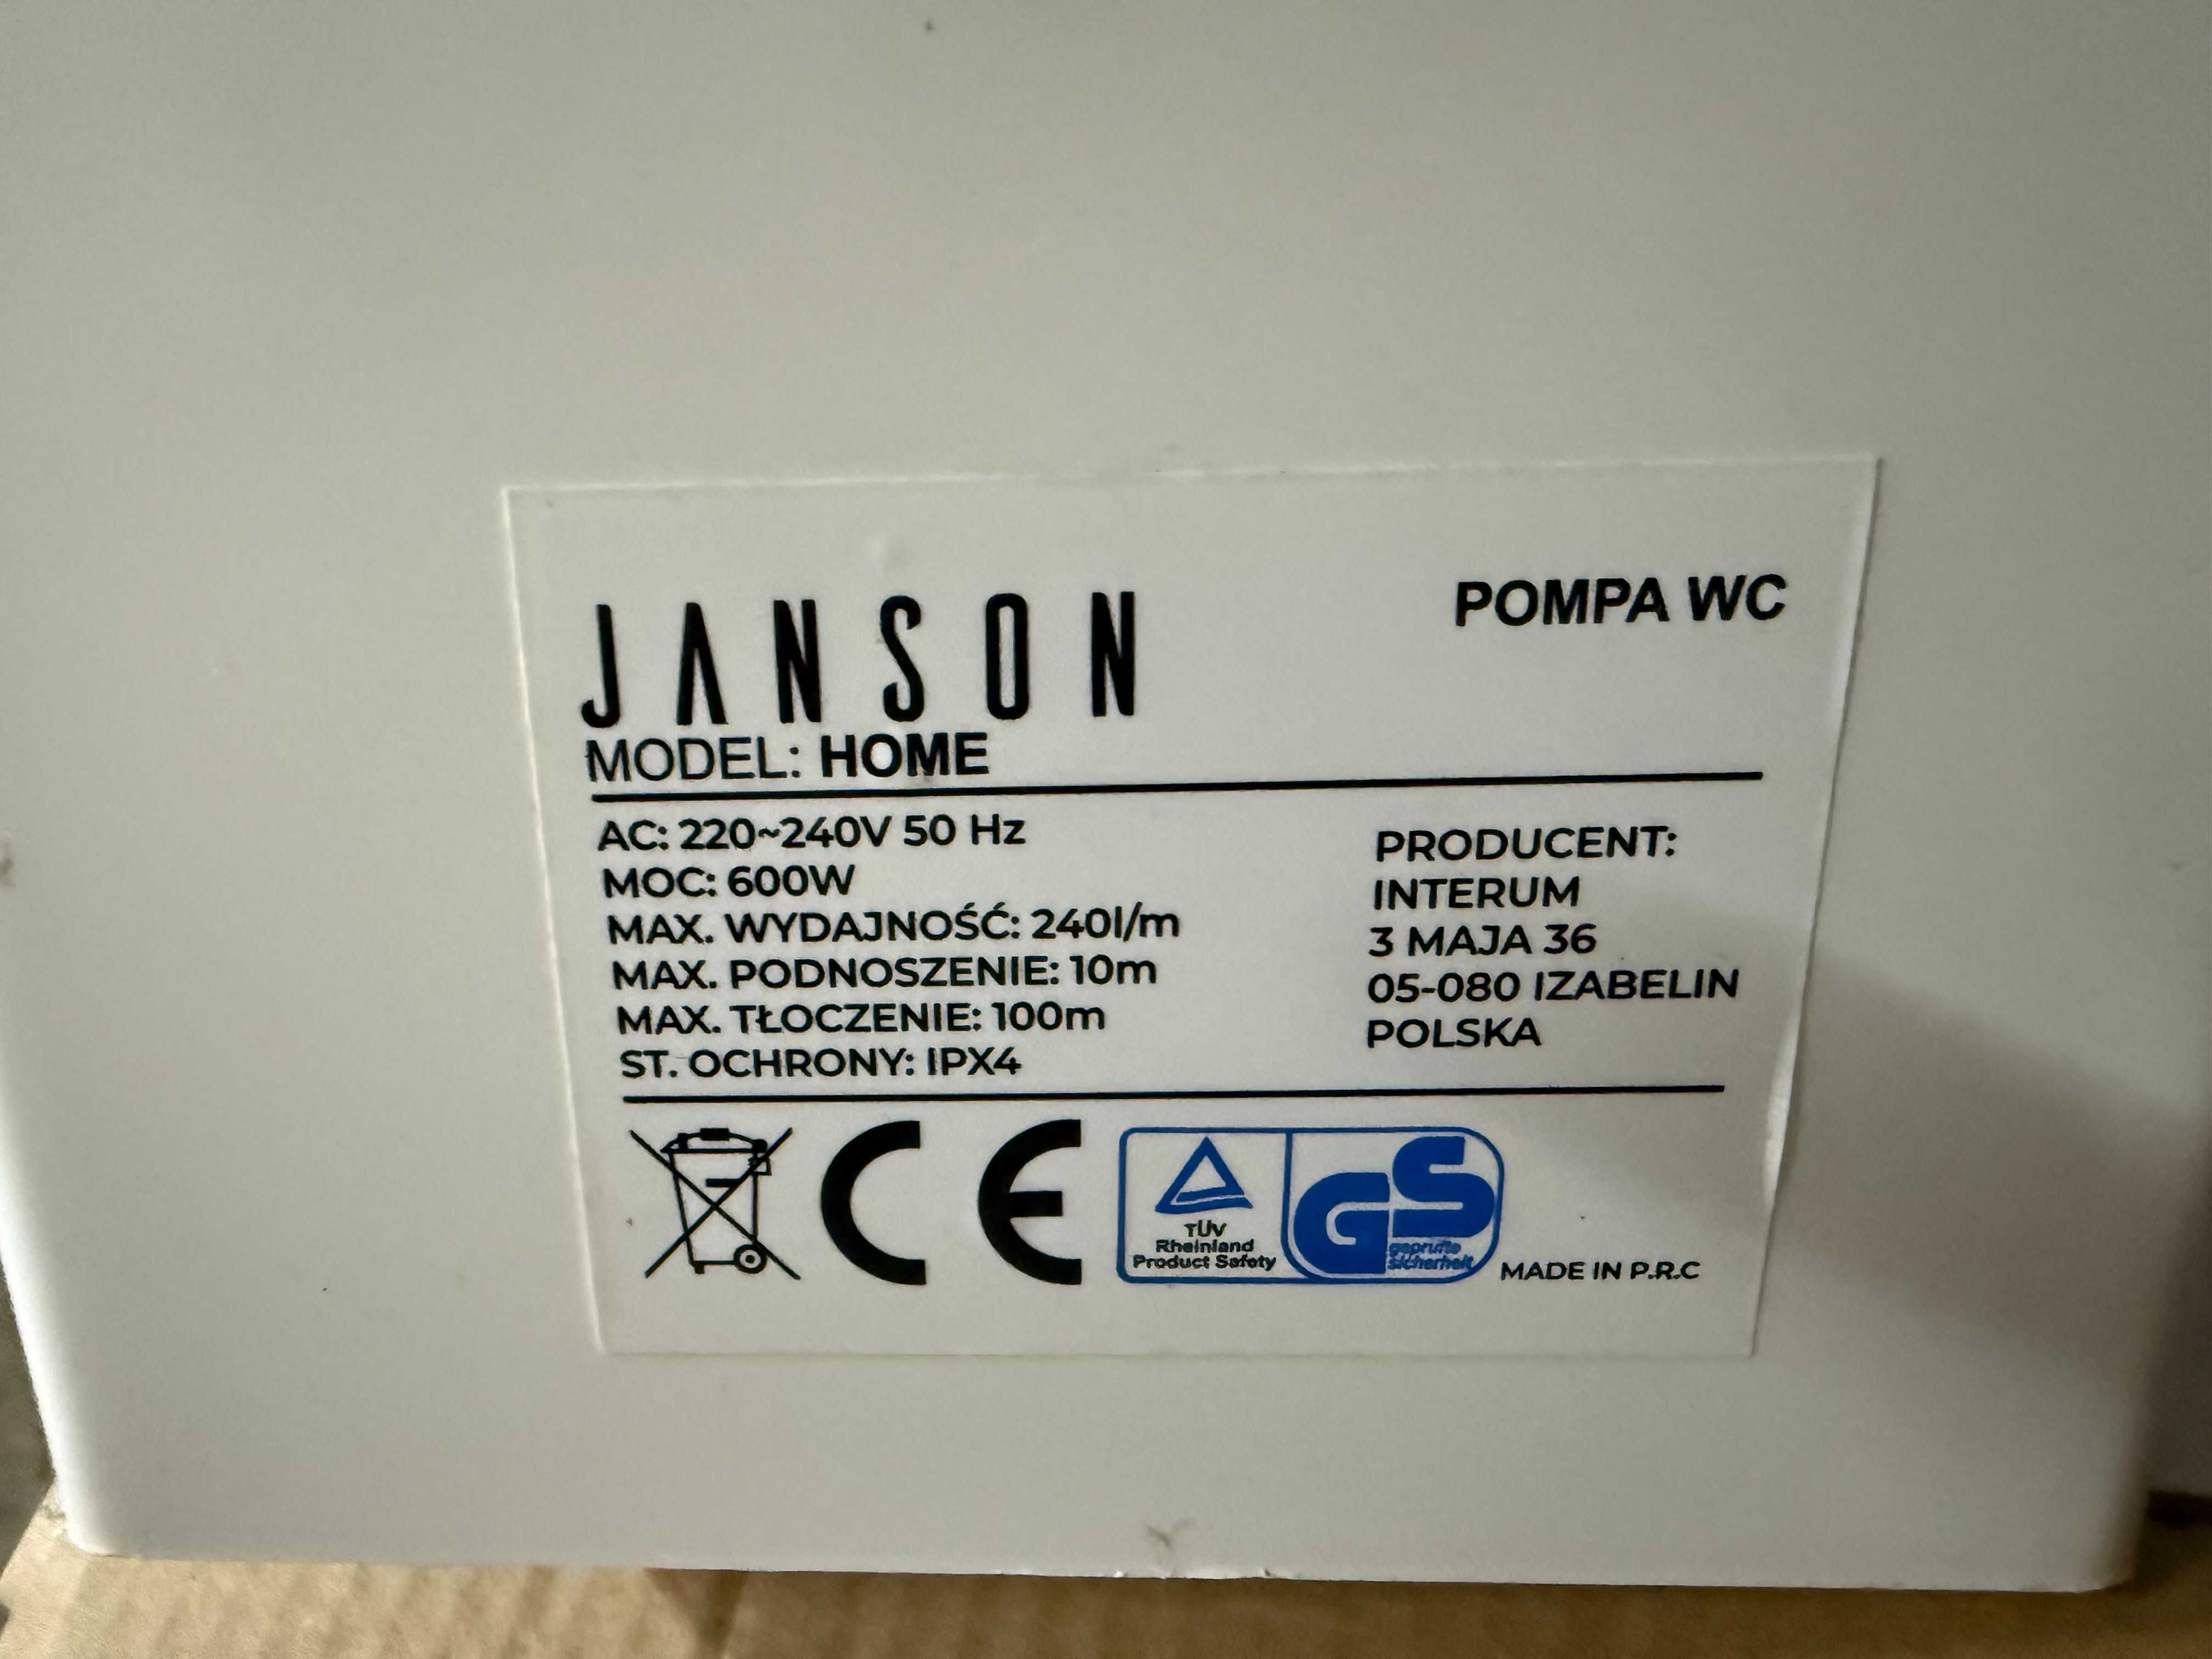 JANSON
POMPA WC
MODEL: HOME
AC: 220~240V 50 Hz
MOC: 600W
MAX. WYDAJNOŚĆ: 240l/m
MAX. PODNOSZENIE: 10m
MAX. TŁOCZENIE: 100m
ST. OCHRONY: IPX4
PRODUCENT:
INTERUM
3 MAJA 36
05-080 IZABELIN
POLSKA
CE
TÜV
Rheinland
Product Safety
GS
geprüfte
sicherheit
MADE IN P.R.C